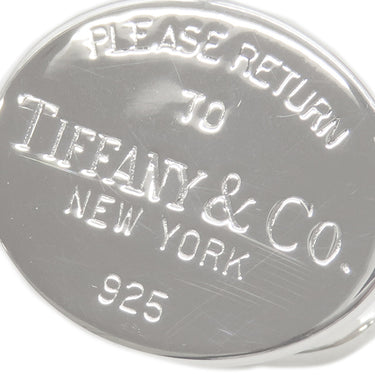 PLEASE RETURN
TO
TIFFANY & CO.
NEW YORK
925